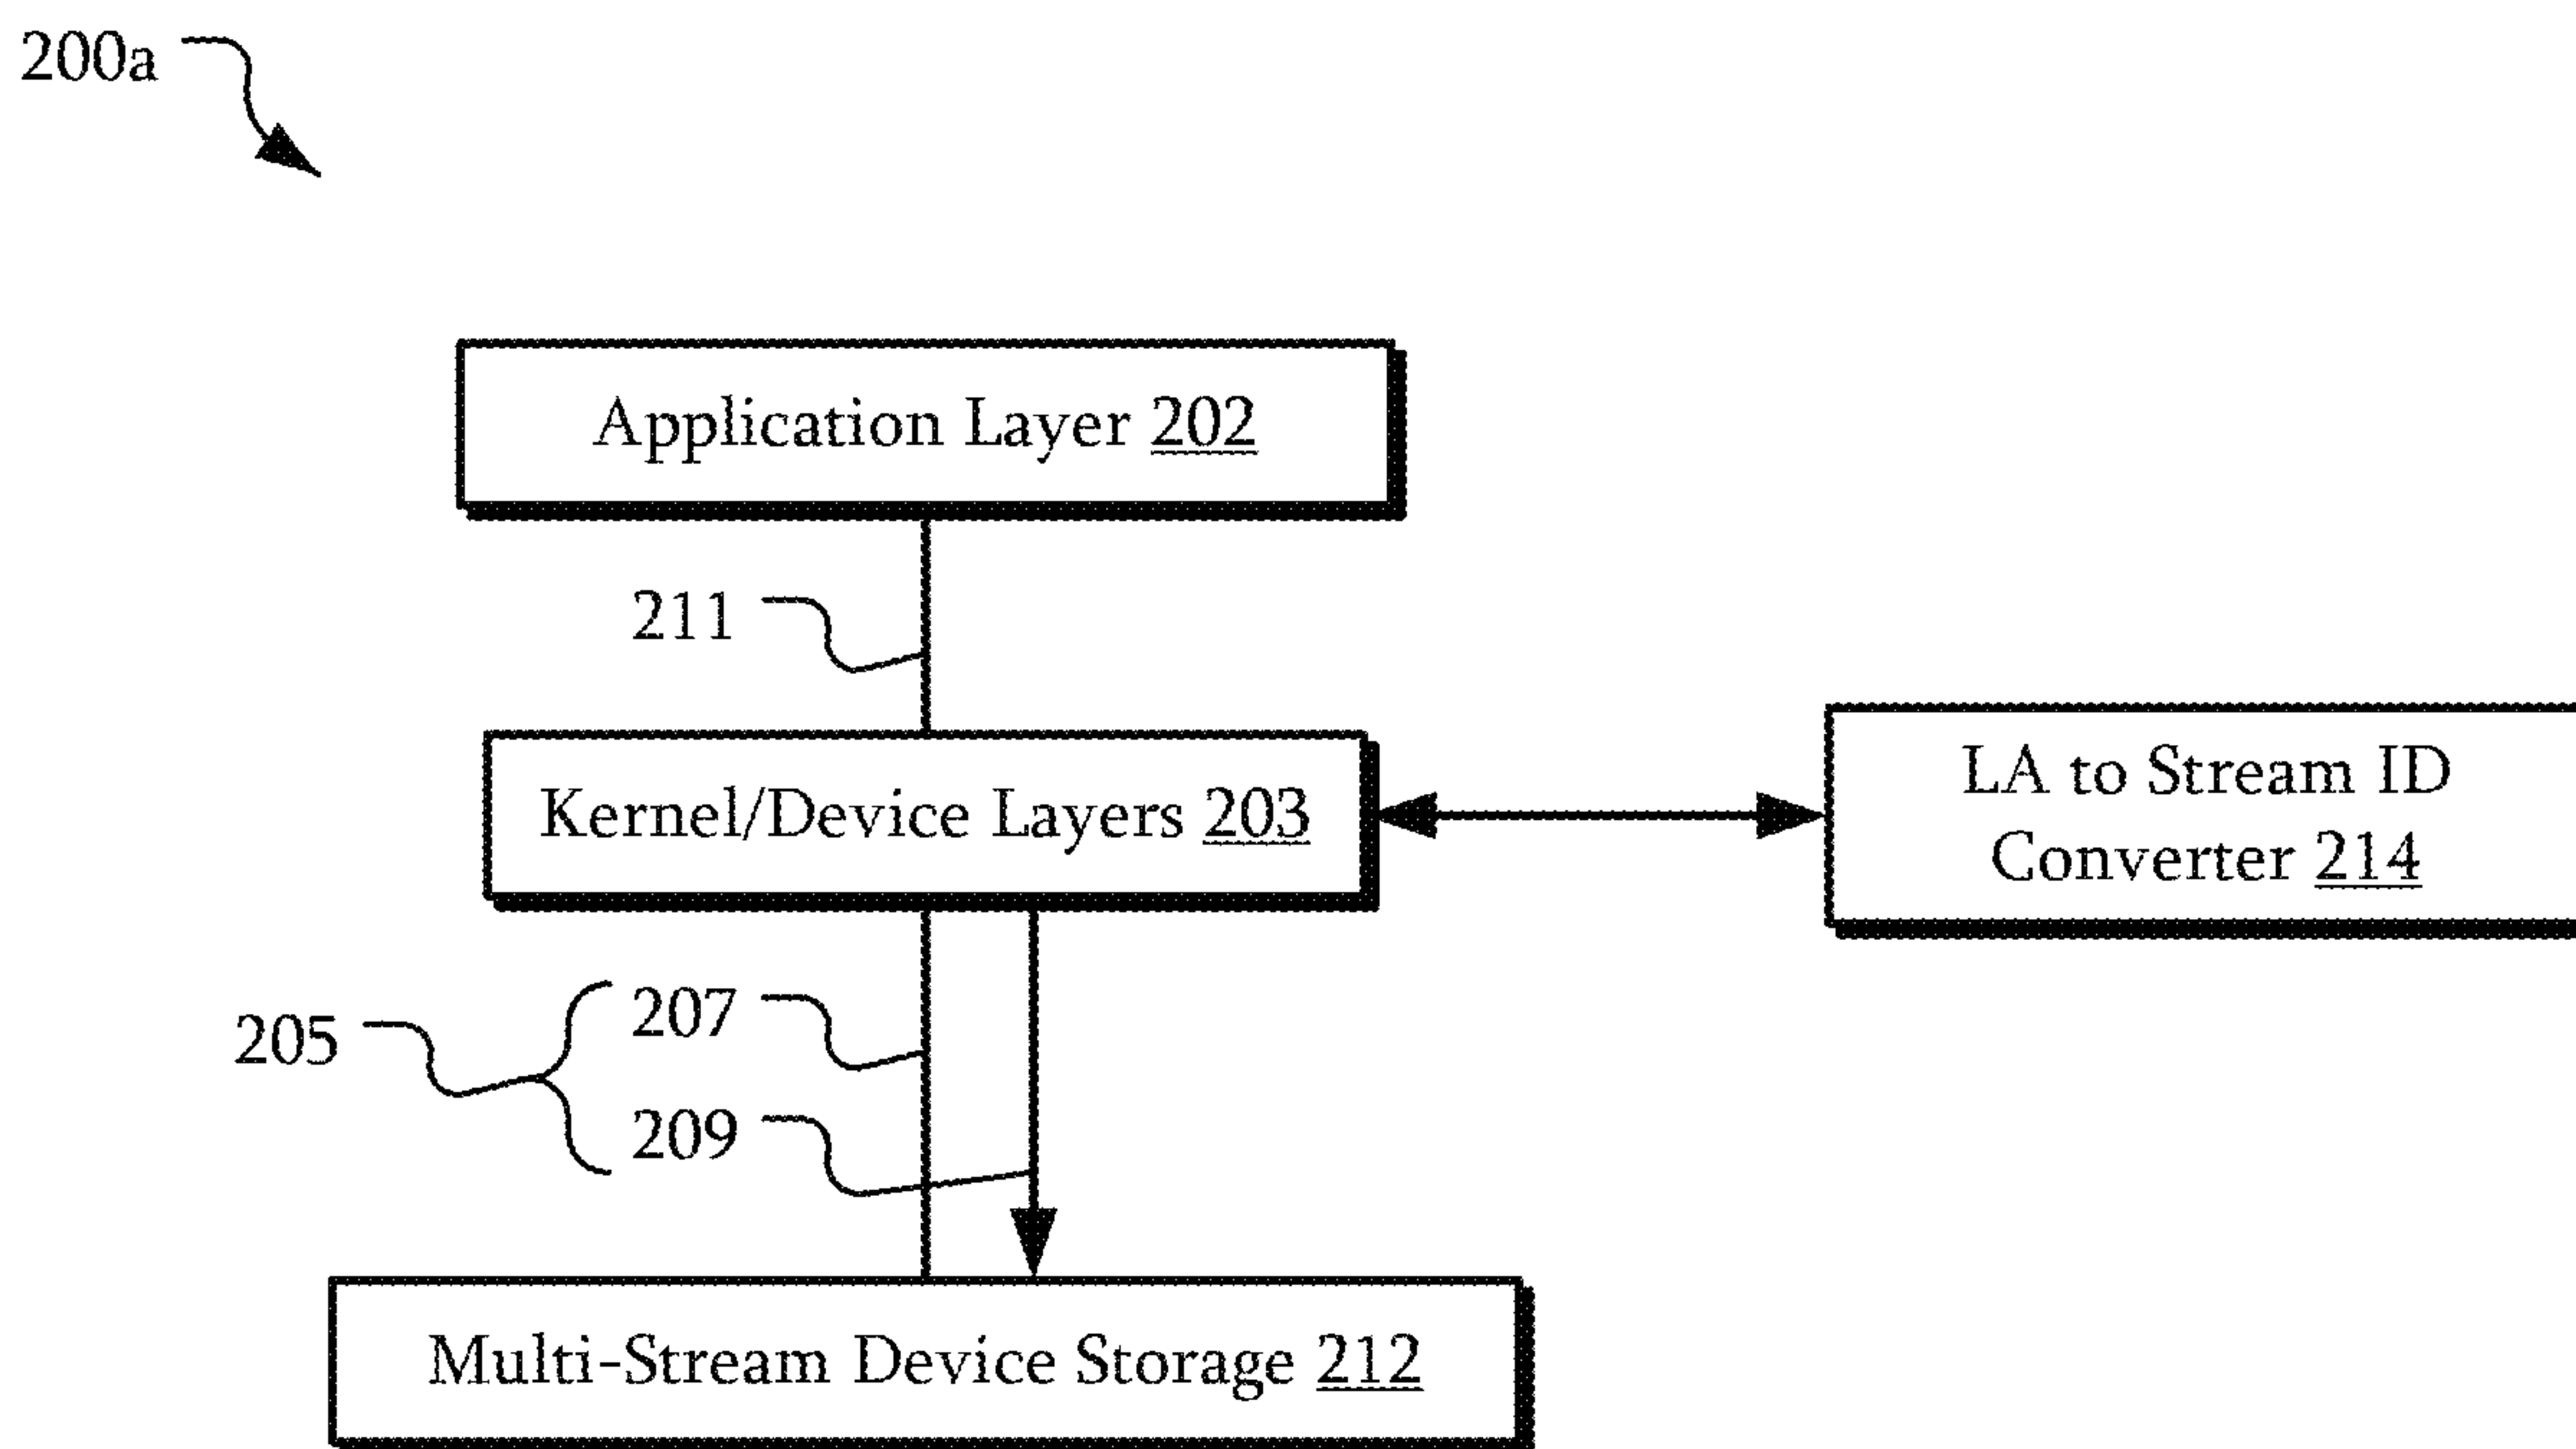 200a
Application Layer 202
211
Kernel/Device Layers 203
LA to Stream ID
Converter 214
205
207
209
Multi-Stream Device Storage 212